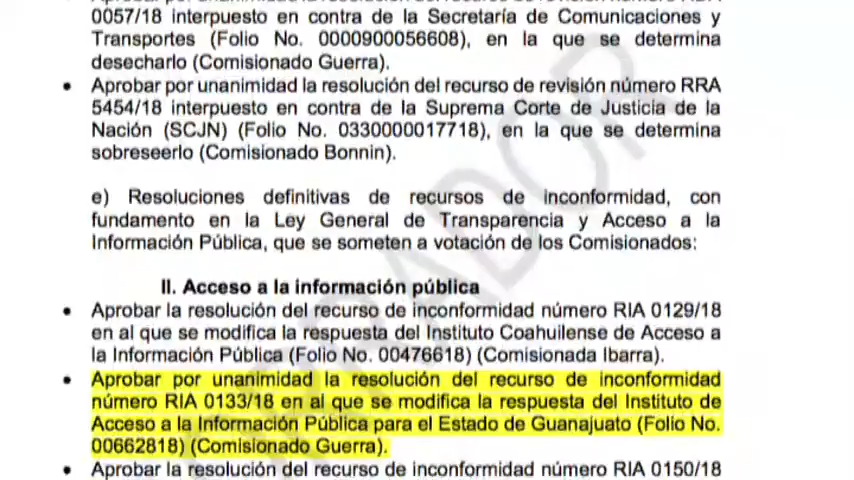 0057/18 interpuesto en contra de la Secretaría de Comunicaciones y
Transportes (Folio No. 0000900056608), en la que se determina
desecharlo (Comisionado Guerra).
• Aprobar por unanimidad la resolución del recurso de revisión número RRA
5454/18 interpuesto en contra de la Suprema Corte de Justicia de la
Nación (SCJN) (Folio No. 0330000017718), en la que se determina
sobreseerlo (Comisionado Bonnin).
e) Resoluciones definitivas de recursos de inconformidad, con
fundamento en la Ley General de Transparencia y Acceso a la
Información Pública, que se someten a votación de los Comisionados:
II. Acceso a la información pública
• Aprobar la resolución del recurso de inconformidad número RIA 0129/18
en al que se modifica la respuesta del Instituto Coahuilense de Acceso a
la Información Pública (Folio No. 00476618) (Comisionada Ibarra).
• Aprobar por unanimidad la resolución del recurso de inconformidad
número RIA 0133/18 en al que se modifica la respuesta del Instituto de
Acceso a la Información Pública para el Estado de Guanajuato (Folio No.
00662818) (Comisionado Guerra).
• Aprobar la resolución del recurso de inconformidad número RIA 0150/18